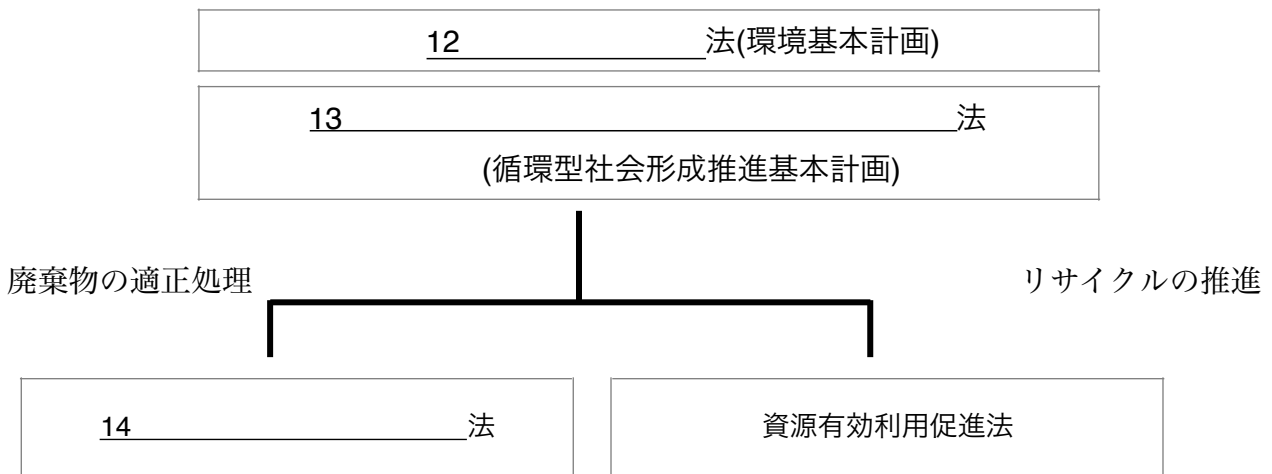 12 法(環境基本計画)
13 法
(循環型社会形成推進基本計画)
廃棄物の適正処理
リサイクルの推進
14 法
資源有効利用促進法